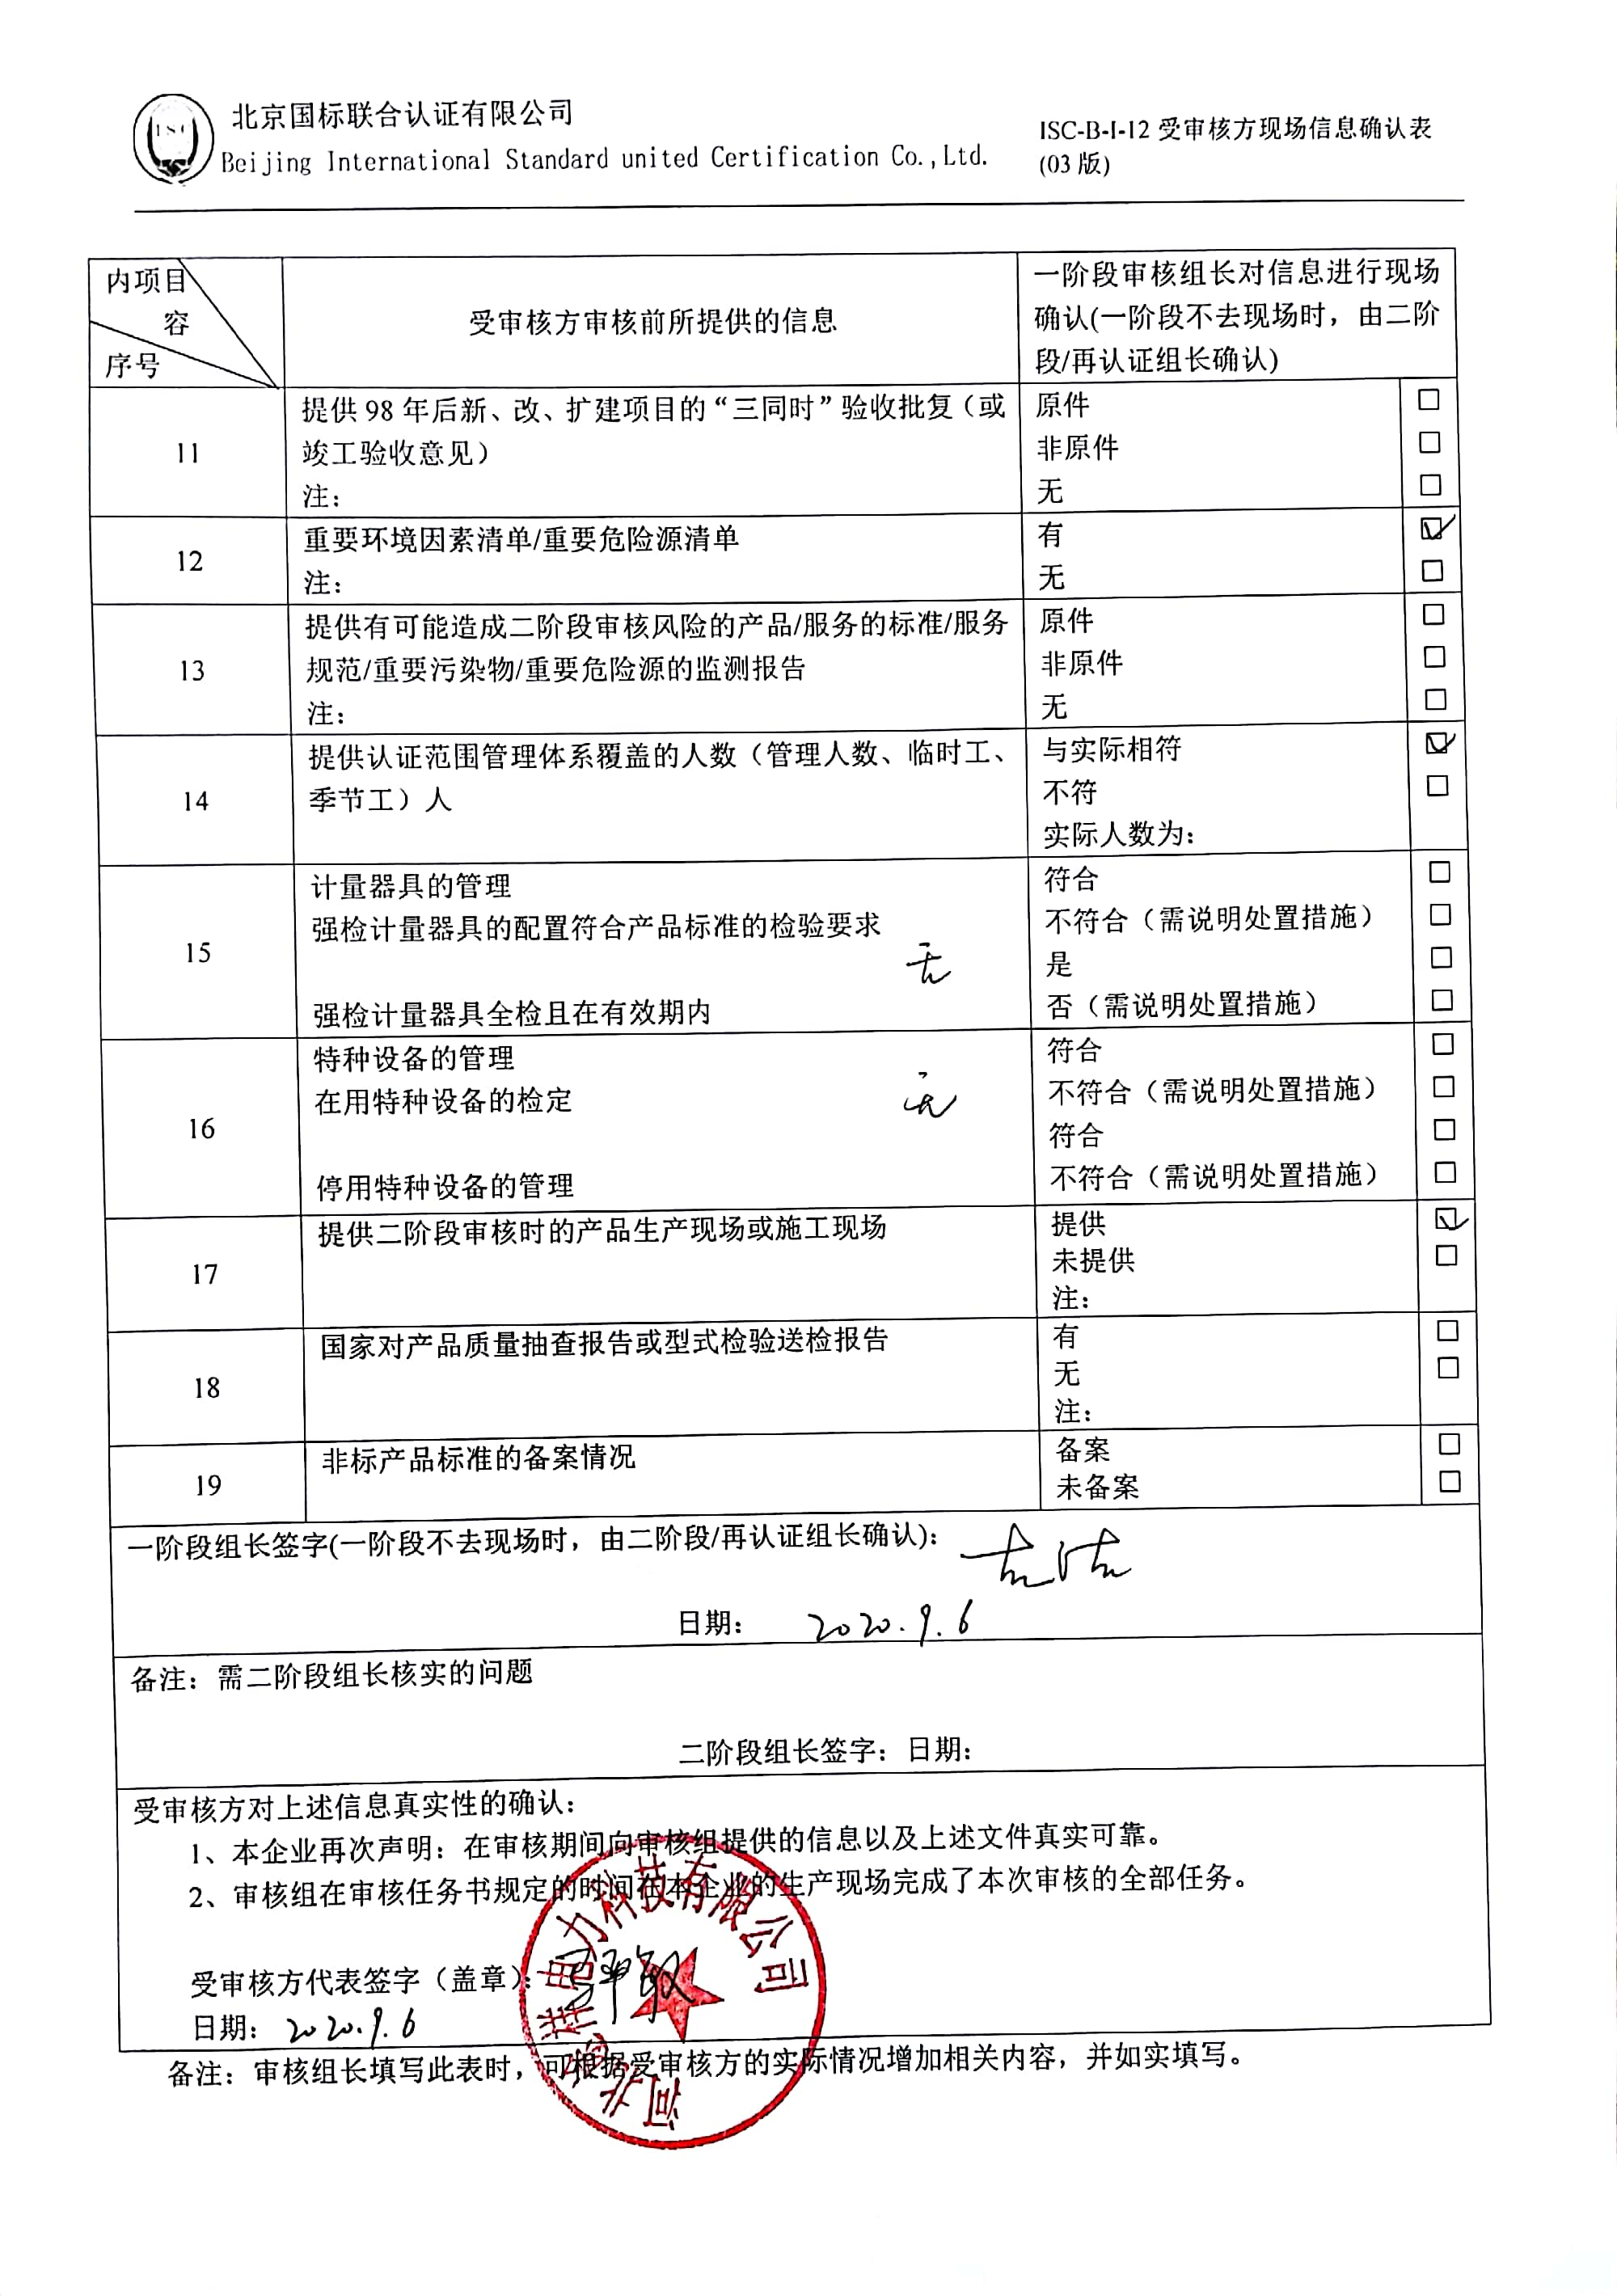 北京国标联合认证有限公司
Beijing International Standard united Certification Co.,Ltd.
ISC-B-I-12 受审核方现场信息确认表
(03 版)
内项目
容
序号
受审核方审核前所提供的信息
一阶段审核组长对信息进行现场
确认(一阶段不去现场时，由二阶
段/再认证组长确认)
11
提供 98 年后新、改、扩建项目的“三同时”验收批复（或
竣工验收意见）
注：
原件 □
非原件 □
无 □
12
重要环境因素清单/重要危险源清单
注：
有 ☑
无 □
13
提供有可能造成二阶段审核风险的产品/服务的标准/服务
规范/重要污染物/重要危险源的监测报告
注：
原件 □
非原件 □
无 □
14
提供认证范围管理体系覆盖的人数（管理人数、临时工、
季节工）人
与实际相符 ☑
不符 □
实际人数为：
15
计量器具的管理
强检计量器具的配置符合产品标准的检验要求
无
强检计量器具全检且在有效期内
符合 □
不符合（需说明处置措施） □
是 □
否（需说明处置措施） □
16
特种设备的管理
在用特种设备的检定
无
停用特种设备的管理
符合 □
不符合（需说明处置措施） □
符合 □
不符合（需说明处置措施） □
17
提供二阶段审核时的产品生产现场或施工现场
提供 ☑
未提供 □
注：
18
国家对产品质量抽查报告或型式检验送检报告
有 □
无 □
注：
19
非标产品标准的备案情况
备案 □
未备案 □
一阶段组长签字(一阶段不去现场时，由二阶段/再认证组长确认)：
日期： 2020.9.6
备注：需二阶段组长核实的问题
二阶段组长签字：日期：
受审核方对上述信息真实性的确认：
1、本企业再次声明：在审核期间向审核组提供的信息以及上述文件真实可靠。
2、审核组在审核任务书规定的时间在本企业的生产现场完成了本次审核的全部任务。
受审核方代表签字（盖章）：
日期：2020.9.6
备注：审核组长填写此表时，可根据受审核方的实际情况增加相关内容，并如实填写。